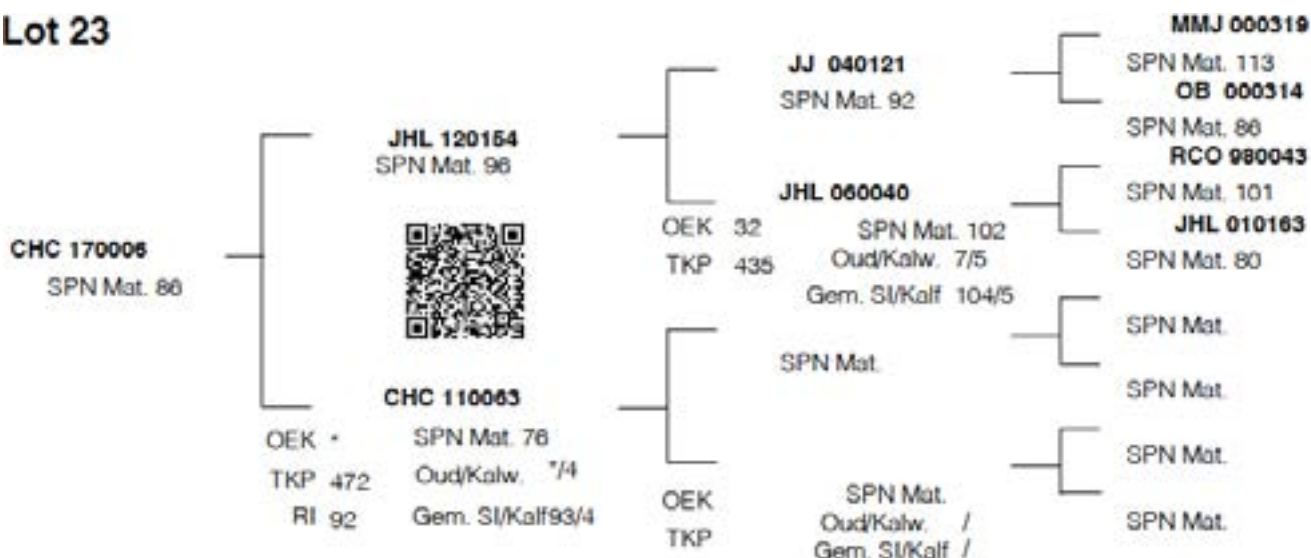 Lot 23
CHC 170006
SPN Mat. 86
JHL 120154
SPN Mat. 96
CHC 110063
OEK *
SPN Mat. 76
TKP 472
Oud/Kalw. */4
RI 92
Gem. SI/Kalf 93/4
JJ 040121
SPN Mat. 92
JHL 060040
OEK 32
SPN Mat. 102
TKP 435
Oud/Kalw. 7/5
Gem. SI/Kalf 104/5
SPN Mat.
OEK
SPN Mat.
TKP
Oud/Kalw. /
Gem. SI/Kalf /
MMJ 000319
SPN Mat. 113
OB 000314
SPN Mat. 86
RCO 980043
SPN Mat. 101
JHL 010163
SPN Mat. 80
SPN Mat.
SPN Mat.
SPN Mat.
SPN Mat.